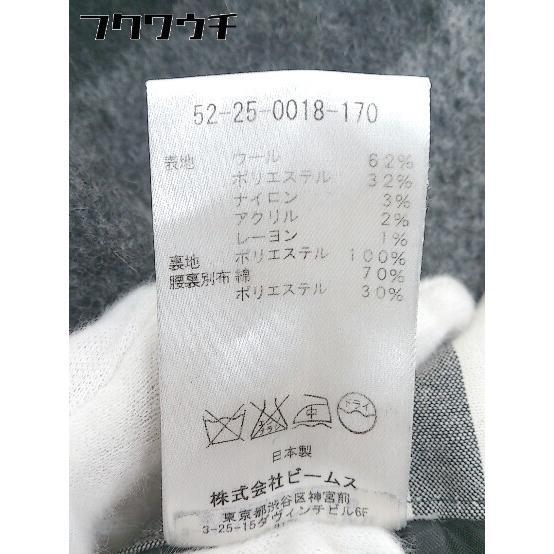 フクワウチ
52-25-0018-170
表地 ウール 62%
ポリエステル 32%
ナイロン 3%
アクリル 2%
レーヨン 1%
裏地 ポリエステル 100%
腰裏別布 綿 70%
ポリエステル 30%
中 ドライ
日本製
株式会社ビームス
東京都渋谷区神宮前
3-25-15ダヴィンチビル6F